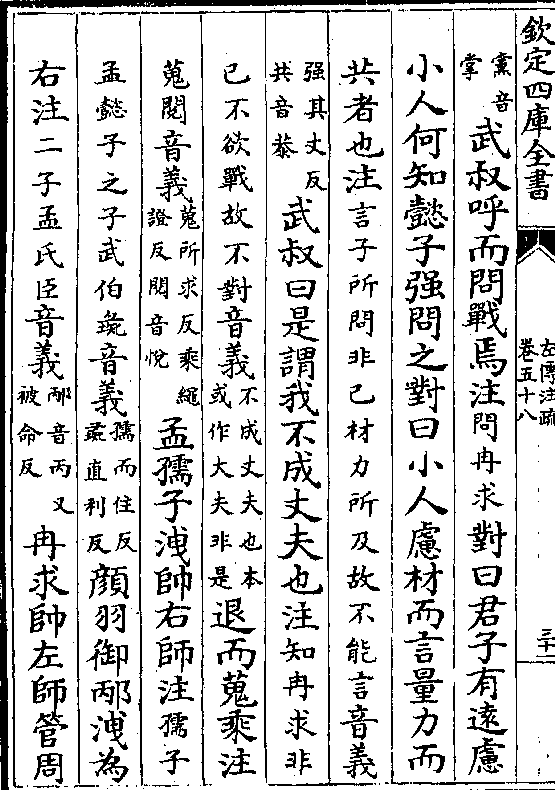 欽定四庫全書
左傳注疏
卷五十八
三十一
黨音掌武叔呼而問戰焉注問冉求對曰君子有遠慮
小人何知懿子强問之對曰小人慮材而言量力而
共者也注言子所問非己材力所及故不能言音義
强其丈反共音恭武叔曰是謂我不成丈夫也注知冉求非
己不欲戰故不對音義不成丈夫也本或作大夫非是退而蒐乘注
蒐閱音義蒐所求反乘繩證反閱音悅孟孺子洩帥右師注孺子
孟懿子之子武伯彘音義孺而住反彘直利反顏羽御邴洩為
右注二子孟氏臣音義邴音丙又被命反冉求帥左師管周